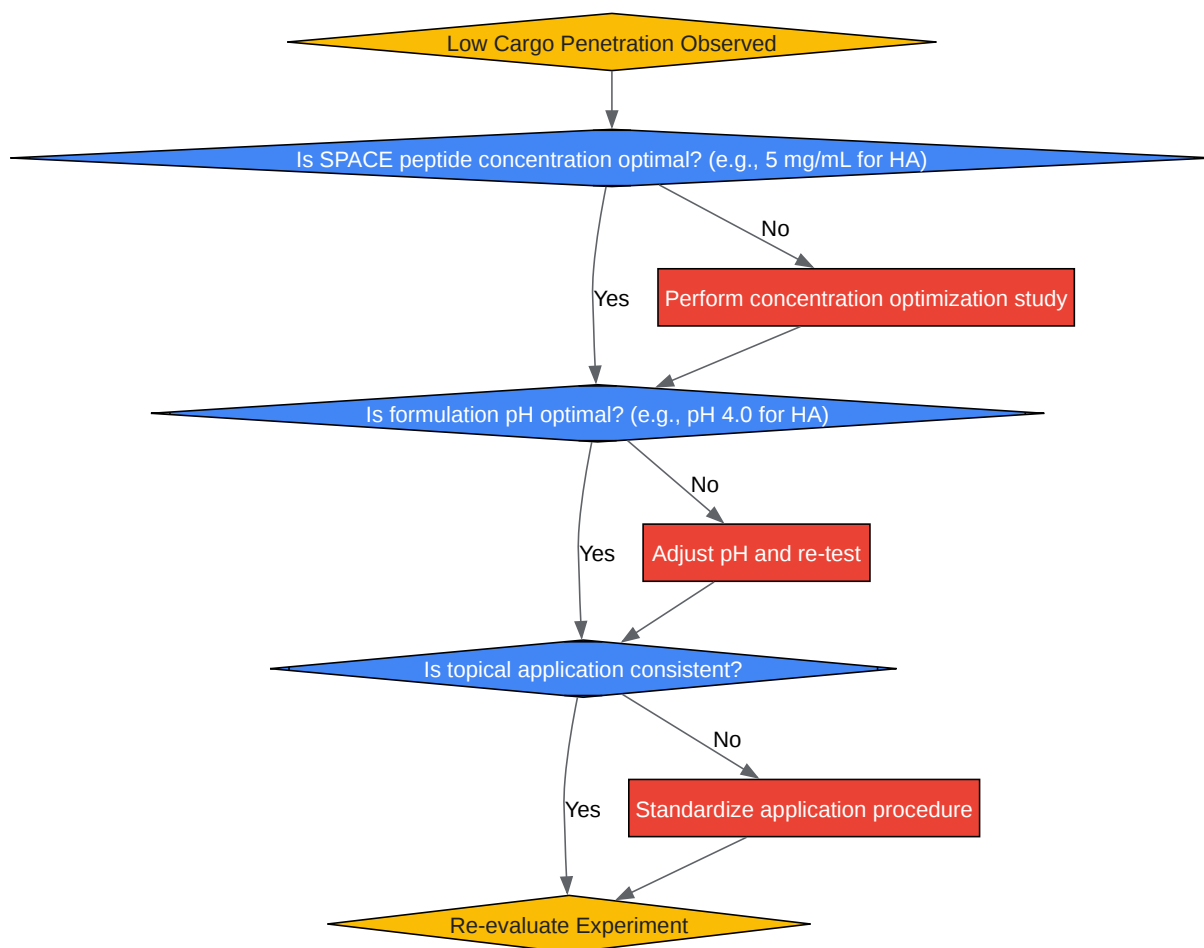 Low Cargo Penetration Observed
Is SPACE peptide concentration optimal? (e.g., 5 mg/mL for HA)
No
Yes
Perform concentration optimization study
Is formulation pH optimal? (e.g., pH 4.0 for HA)
No
Yes
Adjust pH and re-test
Is topical application consistent?
No
Yes
Standardize application procedure
Re-evaluate Experiment